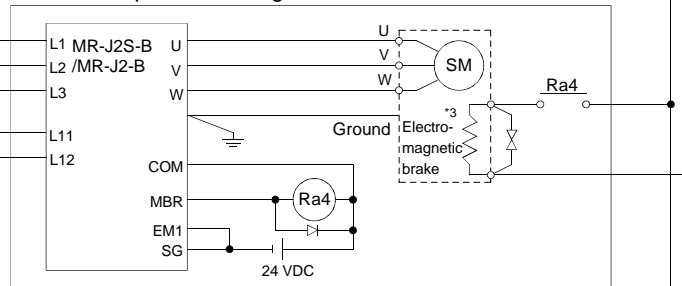 L1 MR-J2S-B U
L2 /MR-J2-B V
L3 W
L11
L12
COM
MBR
EM1
SG
U
V
W
SM
Ground
*3
Electro-
magnetic
brake
Ra4
Ra4
24 VDC